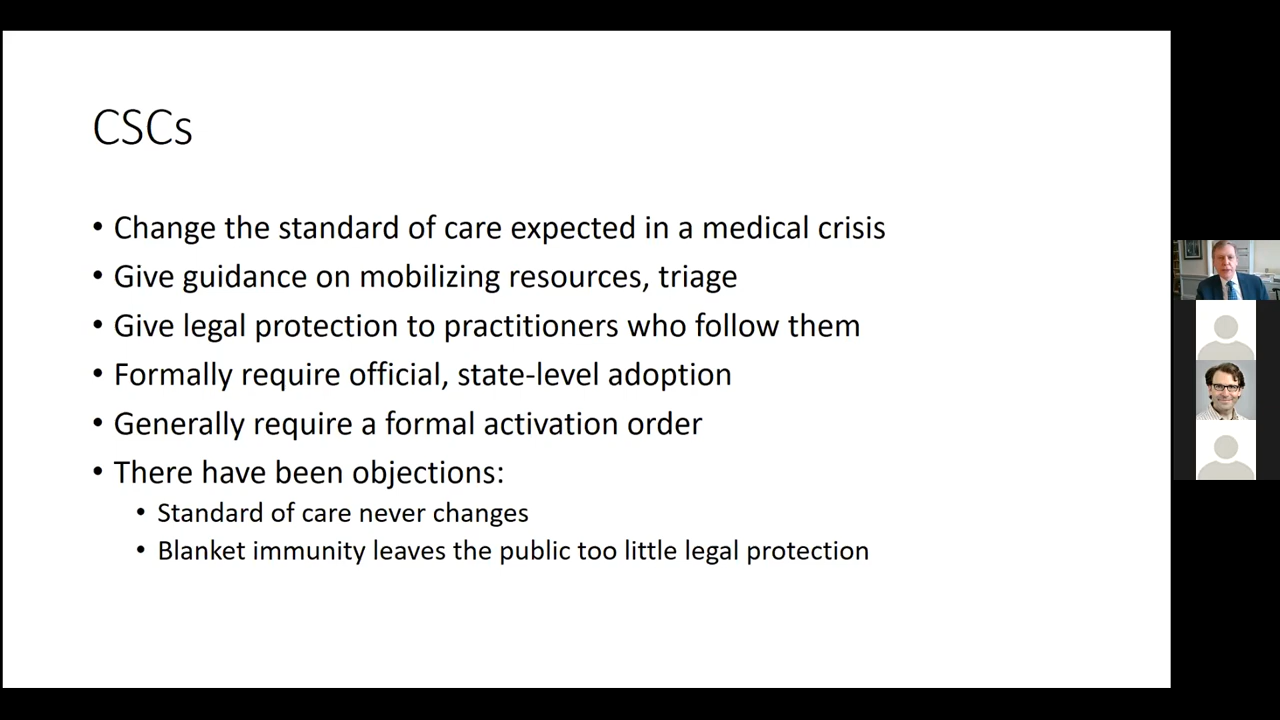 CSCs
• Change the standard of care expected in a medical crisis
• Give guidance on mobilizing resources, triage
• Give legal protection to practitioners who follow them
• Formally require official, state-level adoption
• Generally require a formal activation order
• There have been objections:
• Standard of care never changes
• Blanket immunity leaves the public too little legal protection